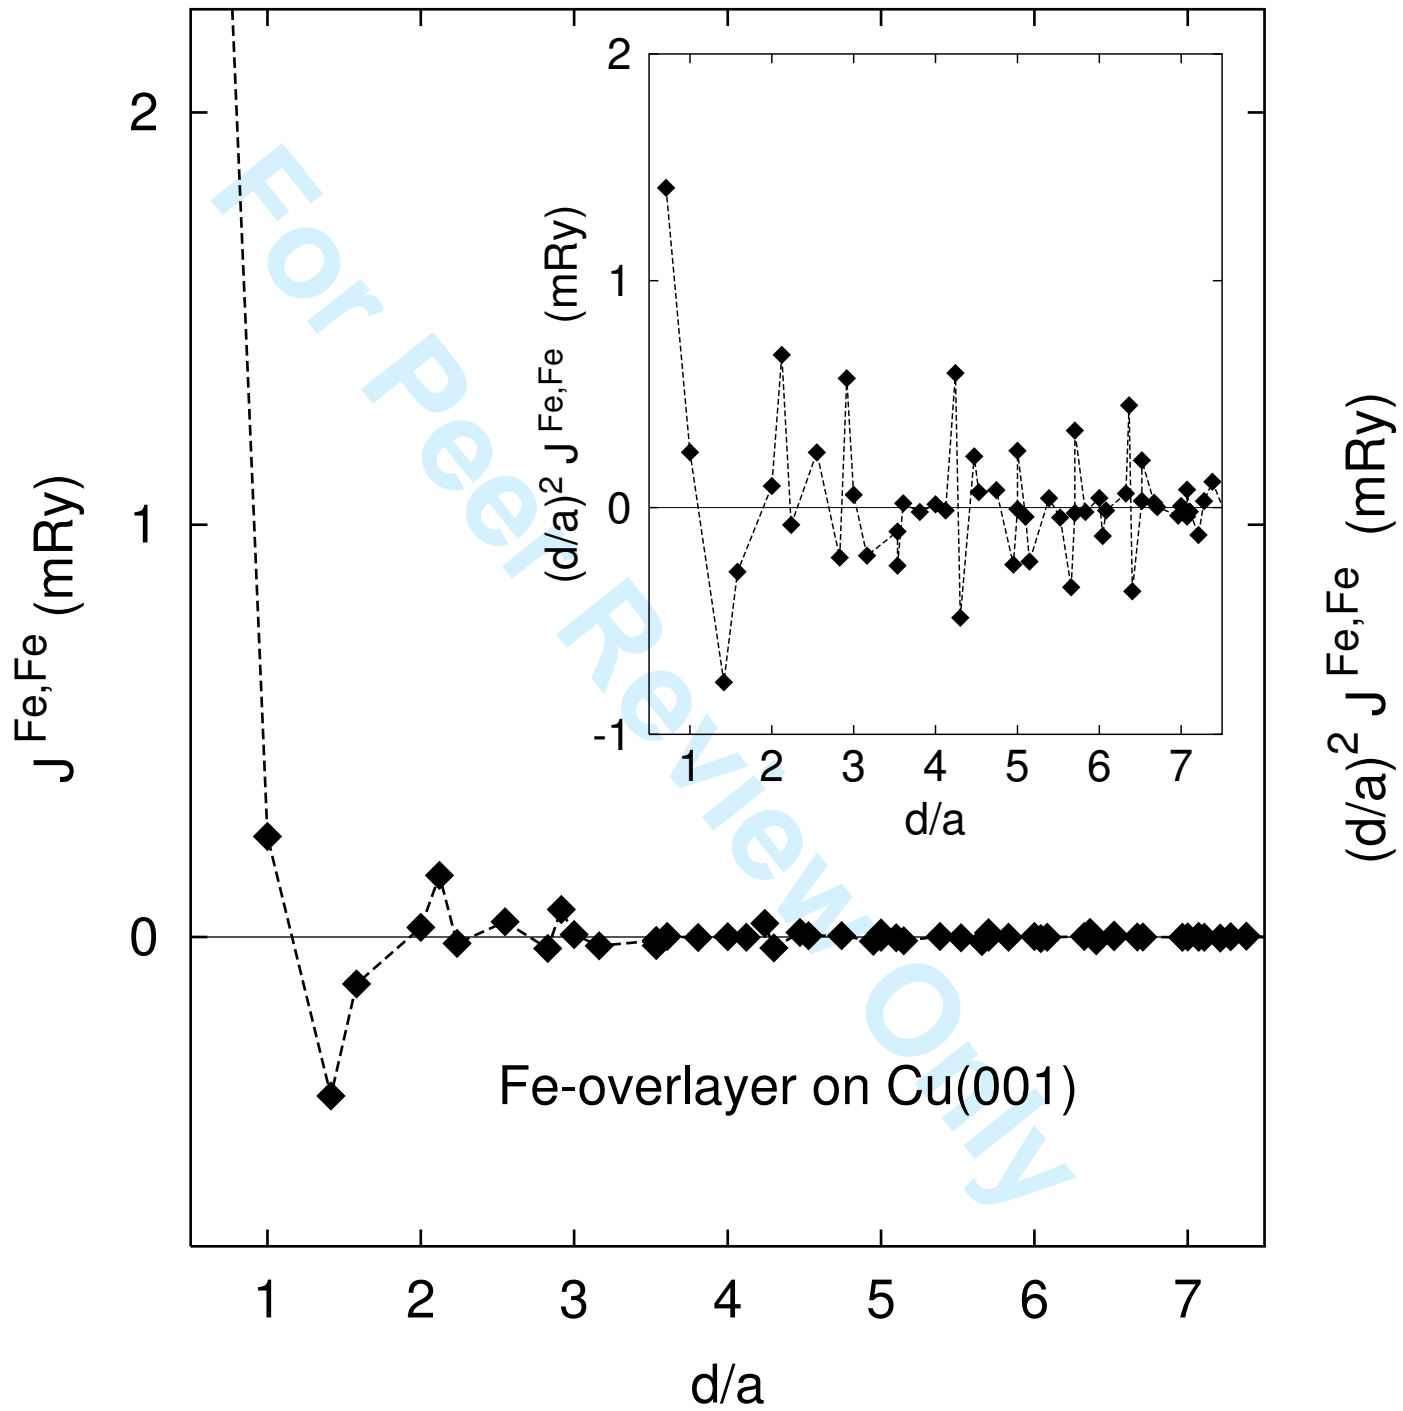 2
1
0
J Fe,Fe (mRy)
1 2 3 4 5 6 7
d/a
2
1
0
-1
(d/a)2 J Fe,Fe (mRy)
1 2 3 4 5 6 7
d/a
Fe-overlayer on Cu(001)
(d/a)2 J Fe,Fe (mRy)
For Peer Review Only